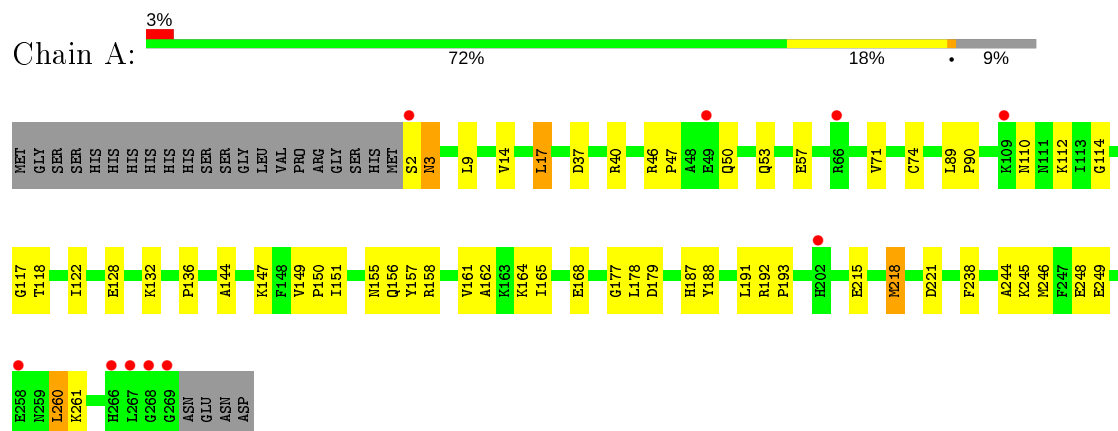 3%
Chain A:
72% 18% • 9%
MET GLY SER SER HIS HIS HIS HIS HIS HIS SER SER GLY LEU VAL PRO ARG GLY SER HIS MET S2 N3 L9 V14 L17 D37 R40 R46 P47 A48 E49 Q50 Q53 E57 R66 V71 C74 L89 P90 K109 N110 N111 K112 I113 G114
G117 T118 I122 E128 K132 P136 A144 K147 F148 V149 P150 I151 N155 Q156 Y157 R158 V161 A162 K163 K164 I165 E168 G177 L178 D179 H187 Y188 L191 R192 P193 H202 E215 M218 D221 F238 A244 K245 M246 F247 E248 E249
E258 N259 L260 K261 H266 L267 G268 G269 ASN GLU ASN ASP